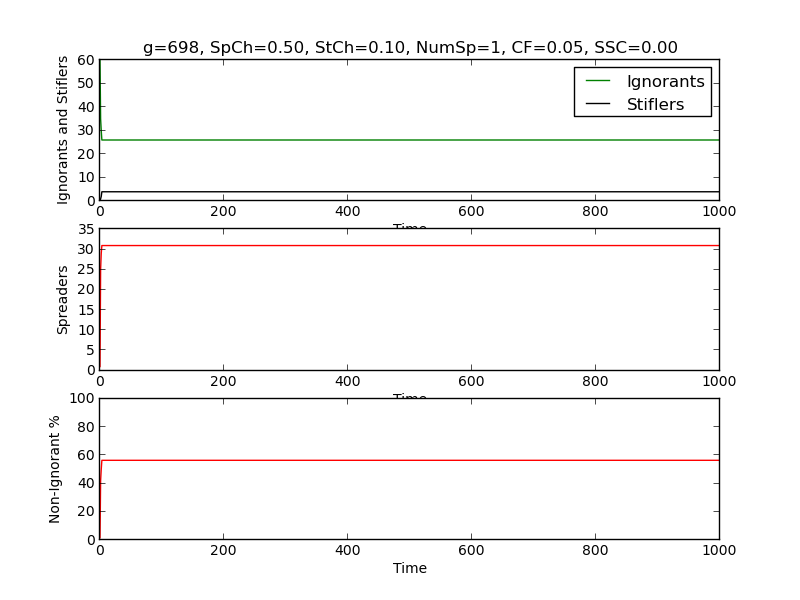 g=698, SpCh=0.50, StCh=0.10, NumSp=1, CF=0.05, SSC=0.00
Ignorants and Stiflers
60
50
40
30
20
10
0
Ignorants
Stiflers
0 200 400 600 800 1000
Time
Spreaders
35
30
25
20
15
10
5
0
0 200 400 600 800 1000
Time
Non-Ignorant %
100
80
60
40
20
0
0 200 400 600 800 1000
Time